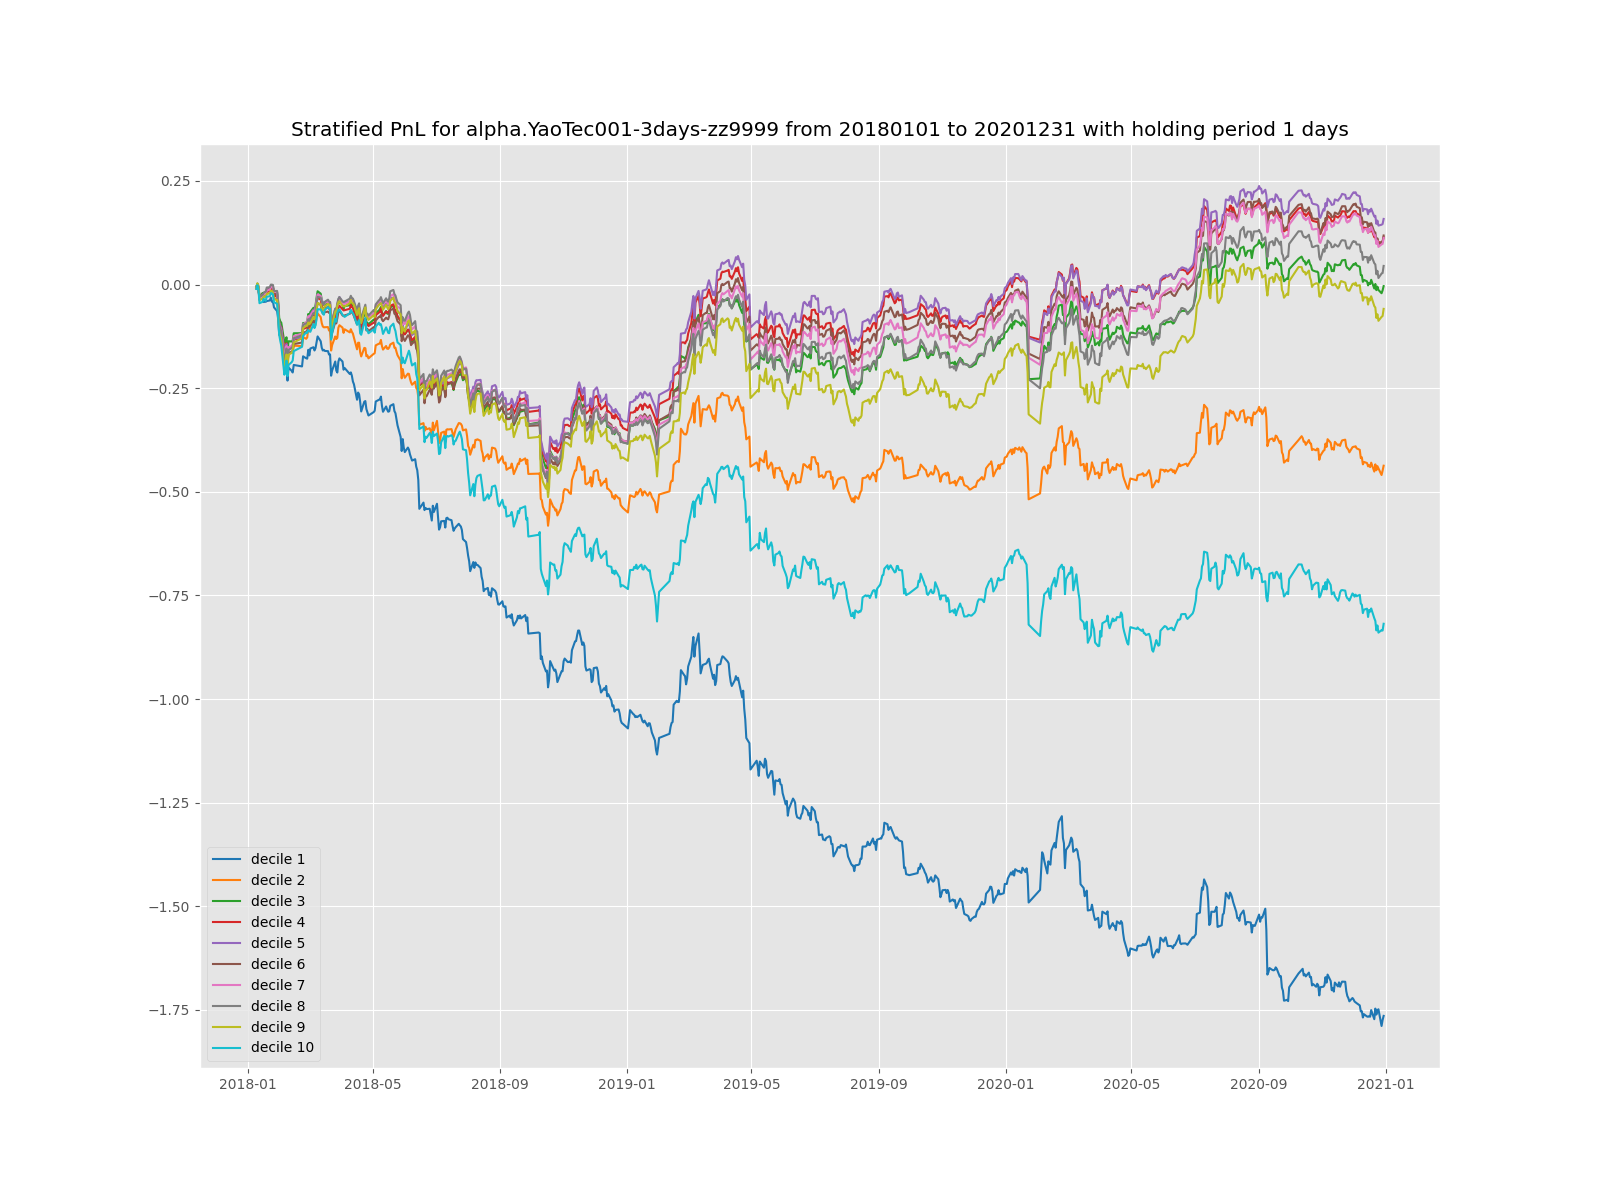 Stratified PnL for alpha.YaoTec001-3days-zz9999 from 20180101 to 20201231 with holding period 1 days
0.25
0.00
−0.25
−0.50
−0.75
−1.00
−1.25
−1.50
−1.75
decile 1
decile 2
decile 3
decile 4
decile 5
decile 6
decile 7
decile 8
decile 9
decile 10
2018-01 2018-05 2018-09 2019-01 2019-05 2019-09 2020-01 2020-05 2020-09 2021-01